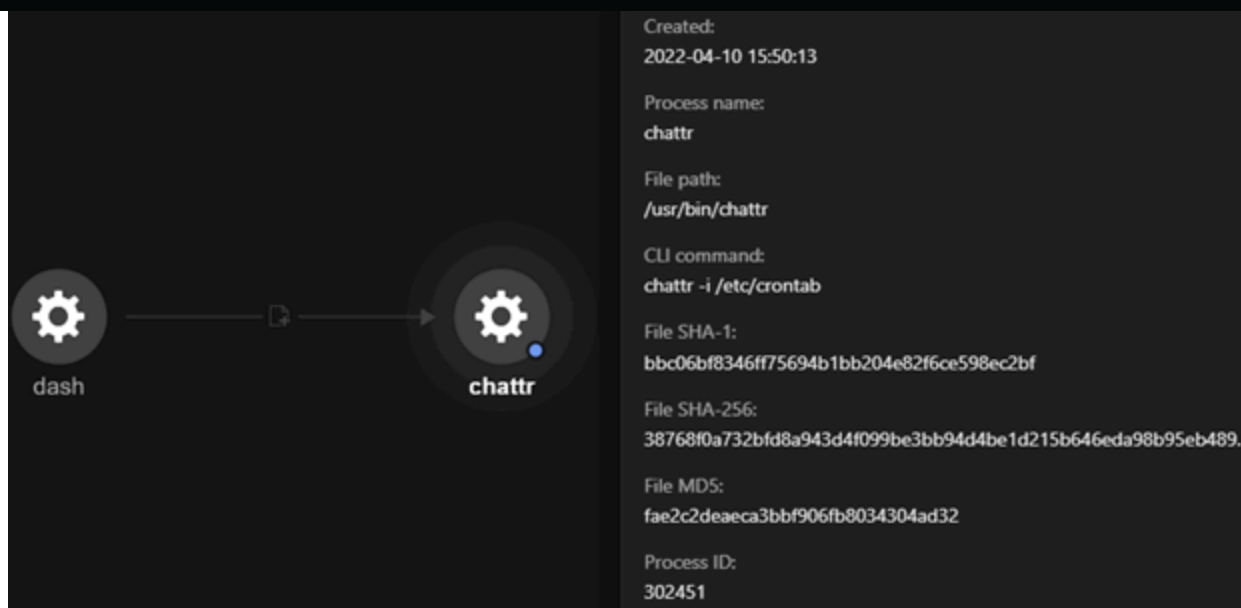 dash
chattr
Created:
2022-04-10 15:50:13
Process name:
chattr
File path:
/usr/bin/chattr
CLI command:
chattr -i /etc/crontab
File SHA-1:
bbc06bf8346ff75694b1bb204e82f6ce598ec2bf
File SHA-256:
38768f0a732bfd8a943d4f099be3bb94d4be1d215b646eda98b95eb489.
File MD5:
fae2c2deaeca3bbf906fb8034304ad32
Process ID:
302451